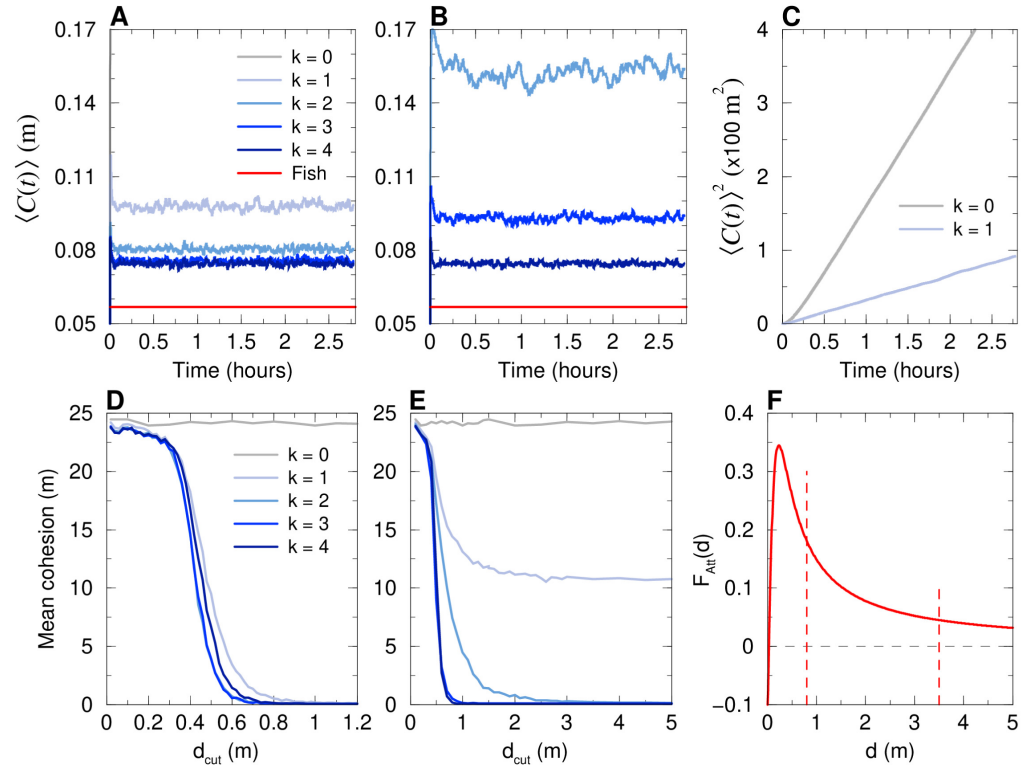 A
B
C
⟨C(t)⟩ (m)
0.17
0.14
0.11
0.08
0.05
k = 0
k = 1
k = 2
k = 3
k = 4
Fish
0 0.5 1 1.5 2 2.5
Time (hours)
0.17
0.14
0.11
0.08
0.05
0 0.5 1 1.5 2 2.5
Time (hours)
⟨C(t)⟩² (x100 m²)
4
3
2
1
0
k = 0
k = 1
0 0.5 1 1.5 2 2.5
Time (hours)
D
E
F
Mean cohesion (m)
25
20
15
10
5
0
k = 0
k = 1
k = 2
k = 3
k = 4
0 0.2 0.4 0.6 0.8 1.0 1.2
d_cut (m)
25
20
15
10
5
0
0 1 2 3 4 5
d_cut (m)
F_Att(d)
0.4
0.3
0.2
0.1
0
−0.1
0 1 2 3 4 5
d (m)